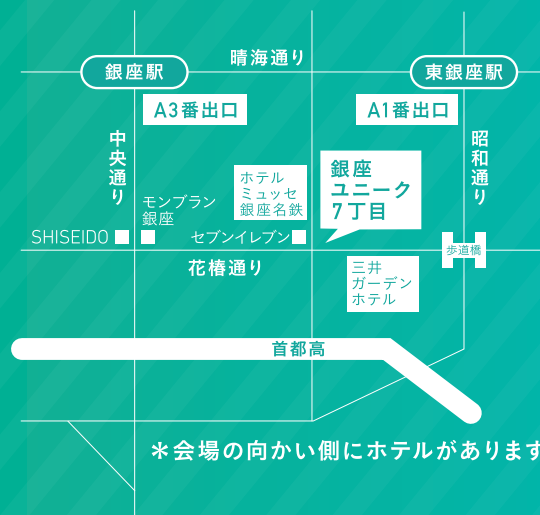 晴海通り
銀座駅
東銀座駅
A3番出口
A1番出口
中央通り
昭和通り
銀座
ユニーク
7丁目
ホテル
ミュッセ
銀座名鉄
モンブラン
銀座
SHISEIDO
セブンイレブン
歩道橋
花椿通り
三井
ガーデン
ホテル
首都高
＊会場の向かい側にホテルがあります